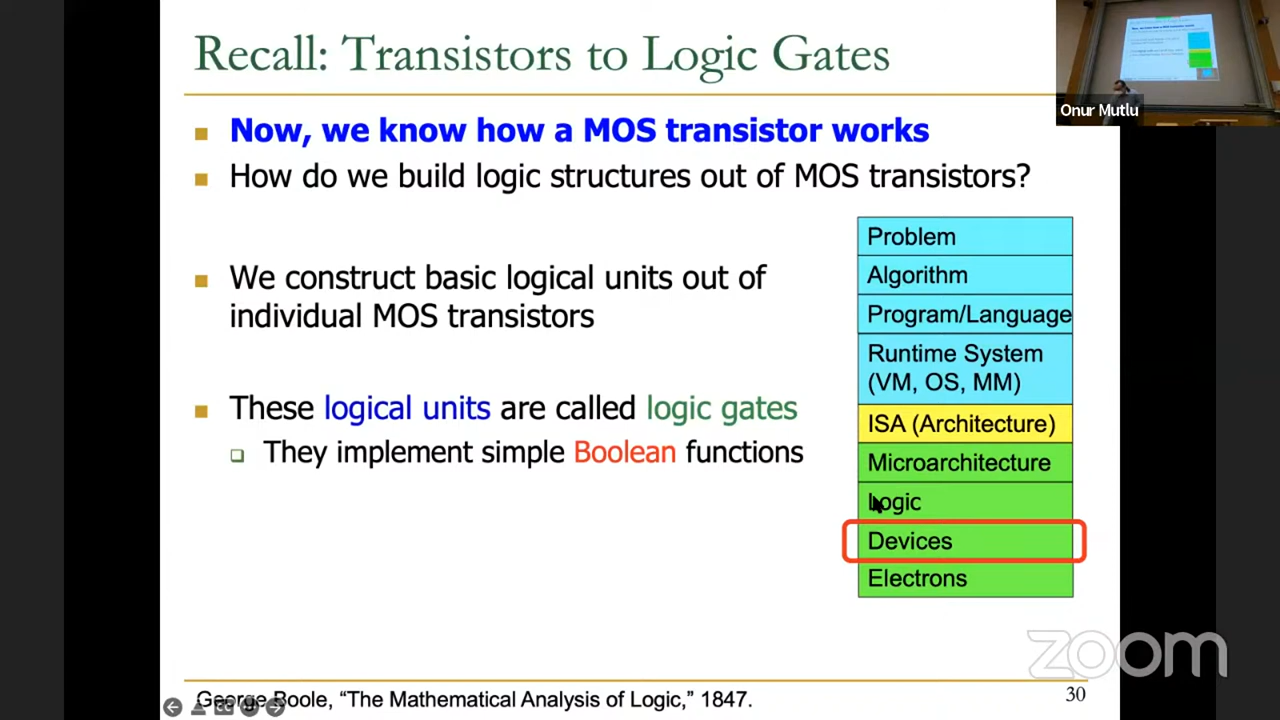 Recall: Transistors to Logic Gates
Onur Mutlu
Now, we know how a MOS transistor works
How do we build logic structures out of MOS transistors?
We construct basic logical units out of
individual MOS transistors
These logical units are called logic gates
They implement simple Boolean functions
Problem
Algorithm
Program/Language
Runtime System
(VM, OS, MM)
ISA (Architecture)
Microarchitecture
Logic
Devices
Electrons
zoom
George Boole, “The Mathematical Analysis of Logic,” 1847.
30